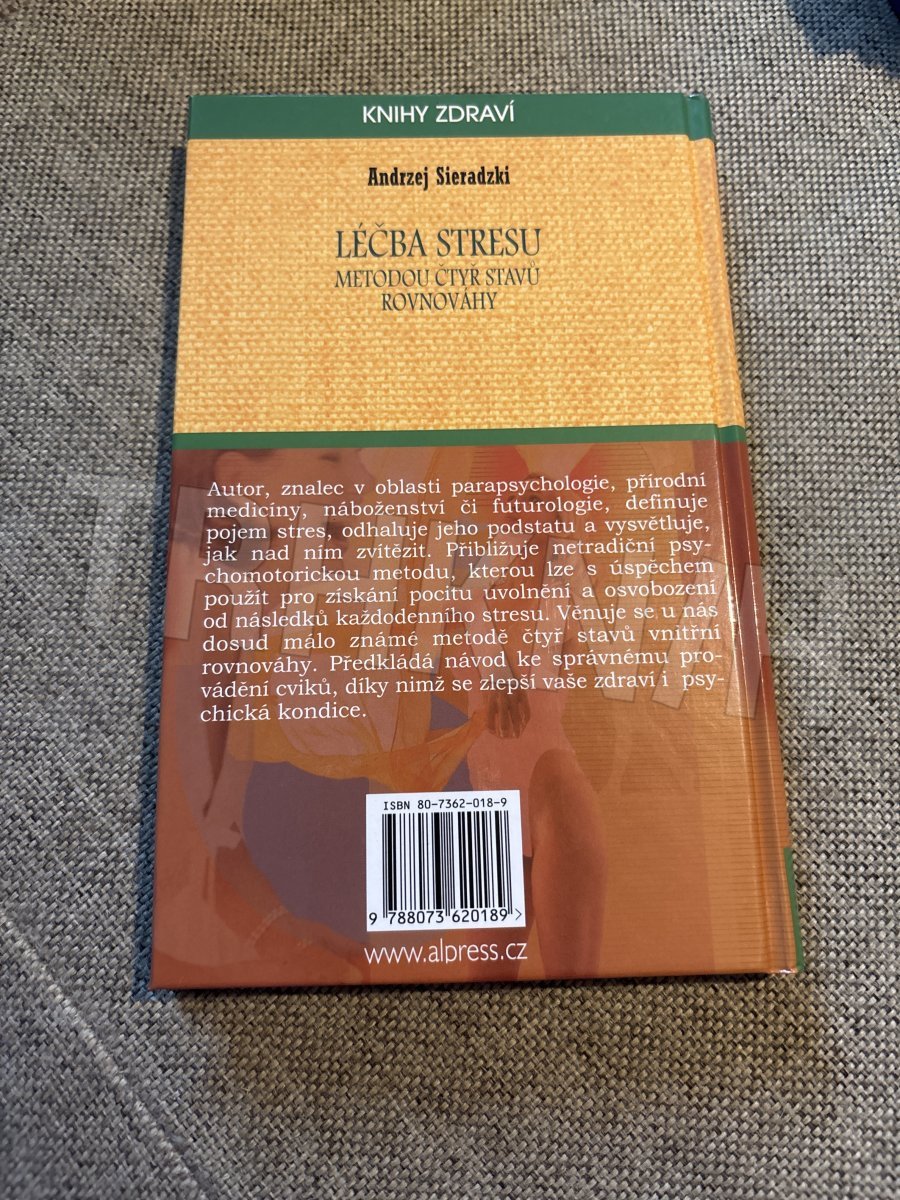 KNIHY ZDRAVÍ
Andrzej Sieradzki
LÉČBA STRESU
METODOU ČTYŘ STAVŮ
ROVNOVÁHY
Autor, znalec v oblasti parapsychologie, přírodní
medicíny, náboženství či futurologie, definuje
pojem stres, odhaluje jeho podstatu a vysvětluje,
jak nad ním zvítězit. Přibližuje netradiční psy-
chomotorickou metodu, kterou lze s úspěchem
použít pro získání pocitu uvolnění a osvobození
od následků každodenního stresu. Věnuje se u nás
dosud málo známé metodě čtyř stavů vnitřní
rovnováhy. Předkládá návod ke správnému pro-
vádění cviků, díky nimž se zlepší vaše zdraví i psy-
chická kondice.
ISBN 80-7362-018-9
9 788073 620189 >
www.alpress.cz